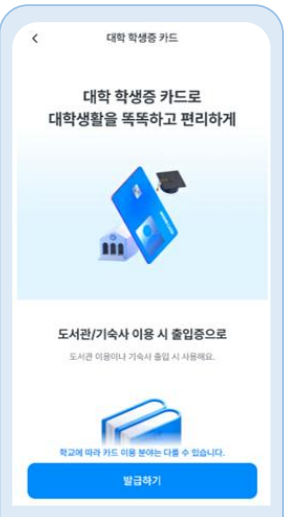 대학 학생증 카드
대학 학생증 카드로
대학생활을 똑똑하고 편리하게
도서관/기숙사 이용 시 출입증으로
도서관 이용이나 기숙사 출입 시 사용해요.
학교에 따라 카드 이용 분야는 다를 수 있습니다.
발급하기